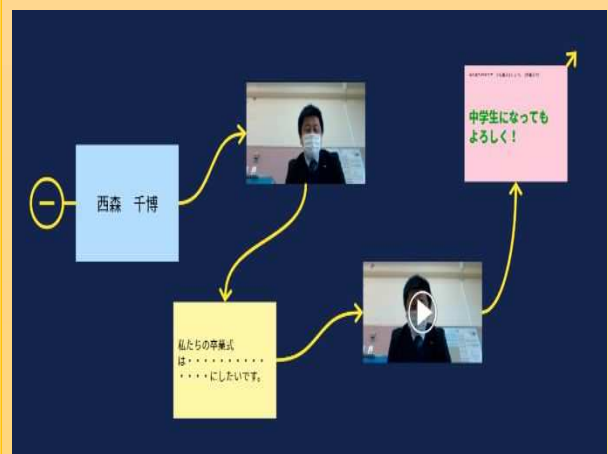 西森　千博
私たちの卒業式
は・・・・・・・・・・
・・・・にしたいです。
中学生になっても
よろしく！